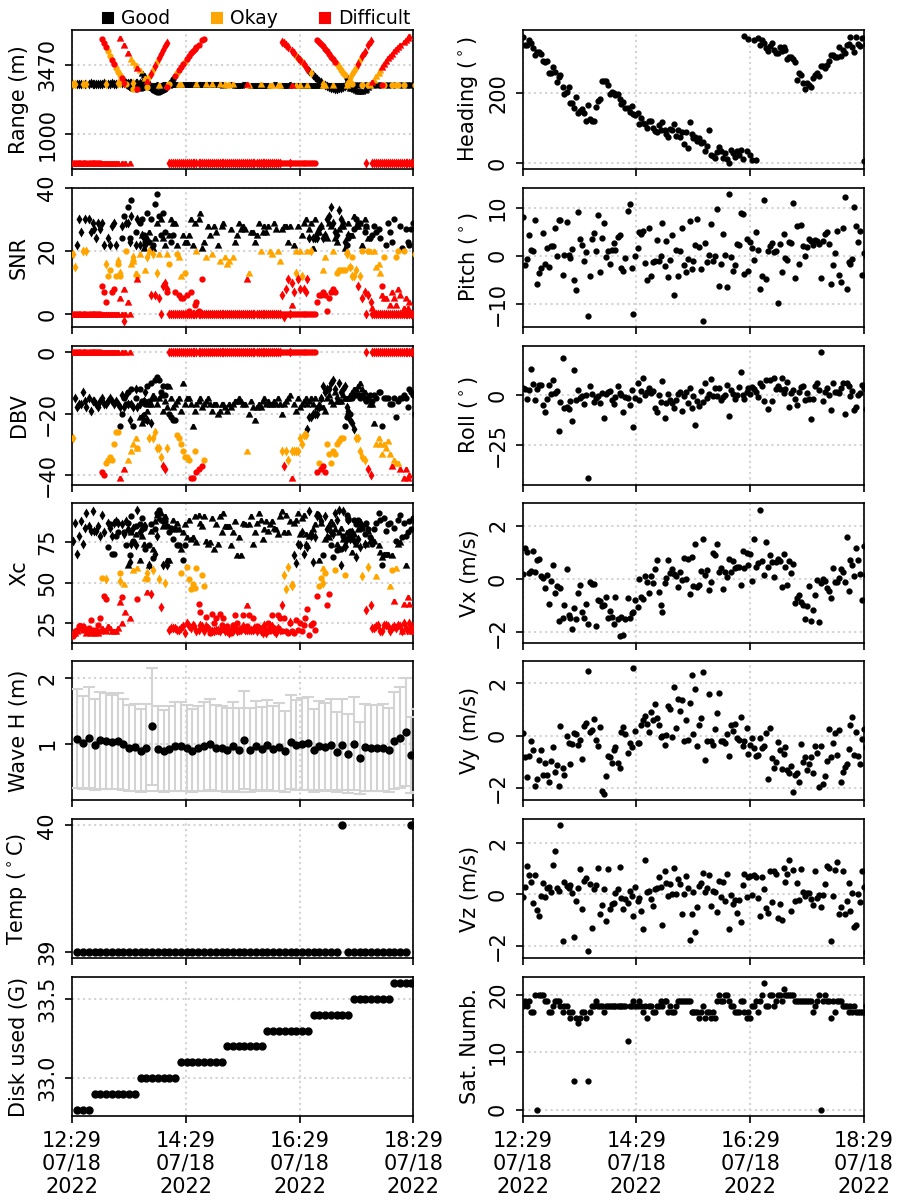 Good Okay Difficult
Range (m)
3470
1000
Heading (°)
200
0
SNR
40
20
0
Pitch (°)
10
0
−10
DBV
0
−20
−40
Roll (°)
0
−25
Xc
75
50
25
Vx (m/s)
2
0
−2
Wave H (m)
2
1
Vy (m/s)
2
0
−2
Temp (°C)
40
39
Vz (m/s)
2
0
−2
Disk used (G)
33.5
33.0
Sat. Numb.
20
10
0
12:29 14:29 16:29 18:29 12:29 14:29 16:29 18:29
07/18 07/18 07/18 07/18 07/18 07/18 07/18 07/18
2022 2022 2022 2022 2022 2022 2022 2022